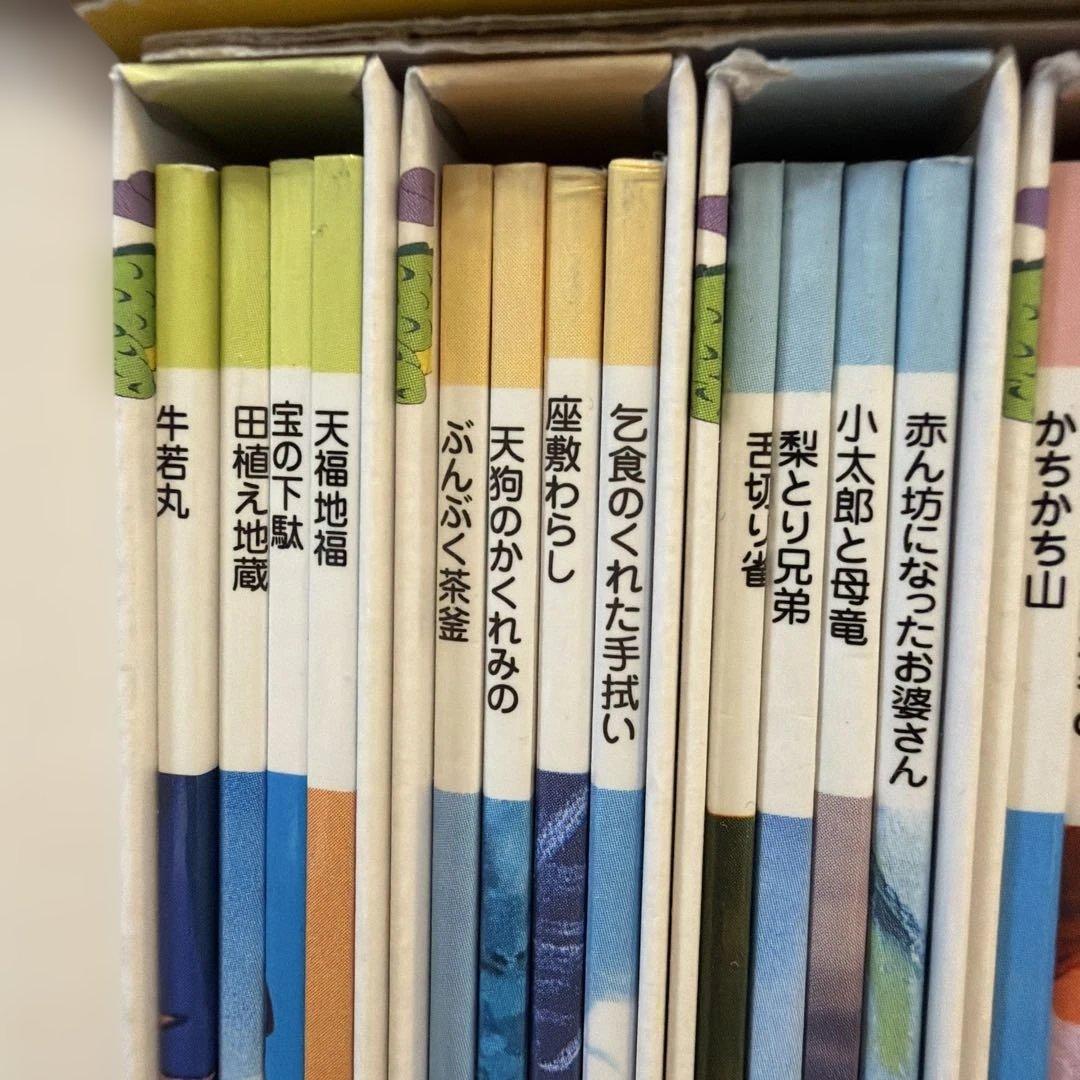 牛若丸
田植え地蔵
宝の下駄
天福地福
ぶんぶく茶釜
天狗のかくれみの
座敷わらし
乞食のくれた手拭い
舌切り雀
梨とり兄弟
小太郎と母竜
赤ん坊になったお婆さん
かちかち山